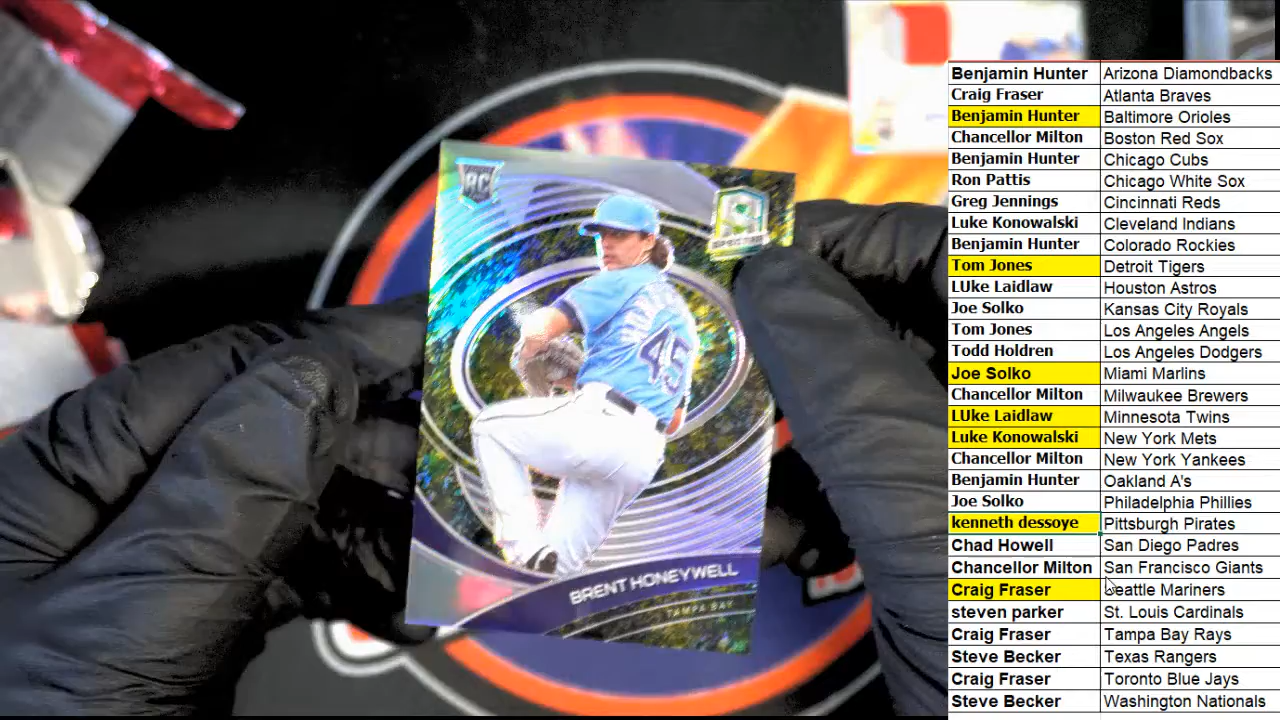 RC
SPECTRA
45
BRENT HONEYWELL
TAMPA BAY
Benjamin Hunter Arizona Diamondbacks
Craig Fraser Atlanta Braves
Benjamin Hunter Baltimore Orioles
Chancellor Milton Boston Red Sox
Benjamin Hunter Chicago Cubs
Ron Pattis Chicago White Sox
Greg Jennings Cincinnati Reds
Luke Konowalski Cleveland Indians
Benjamin Hunter Colorado Rockies
Tom Jones Detroit Tigers
LUke Laidlaw Houston Astros
Joe Solko Kansas City Royals
Tom Jones Los Angeles Angels
Todd Holdren Los Angeles Dodgers
Joe Solko Miami Marlins
Chancellor Milton Milwaukee Brewers
LUke Laidlaw Minnesota Twins
Luke Konowalski New York Mets
Chancellor Milton New York Yankees
Benjamin Hunter Oakland A's
Joe Solko Philadelphia Phillies
kenneth dessoye Pittsburgh Pirates
Chad Howell San Diego Padres
Chancellor Milton San Francisco Giants
Craig Fraser Seattle Mariners
steven parker St. Louis Cardinals
Craig Fraser Tampa Bay Rays
Steve Becker Texas Rangers
Craig Fraser Toronto Blue Jays
Steve Becker Washington Nationals